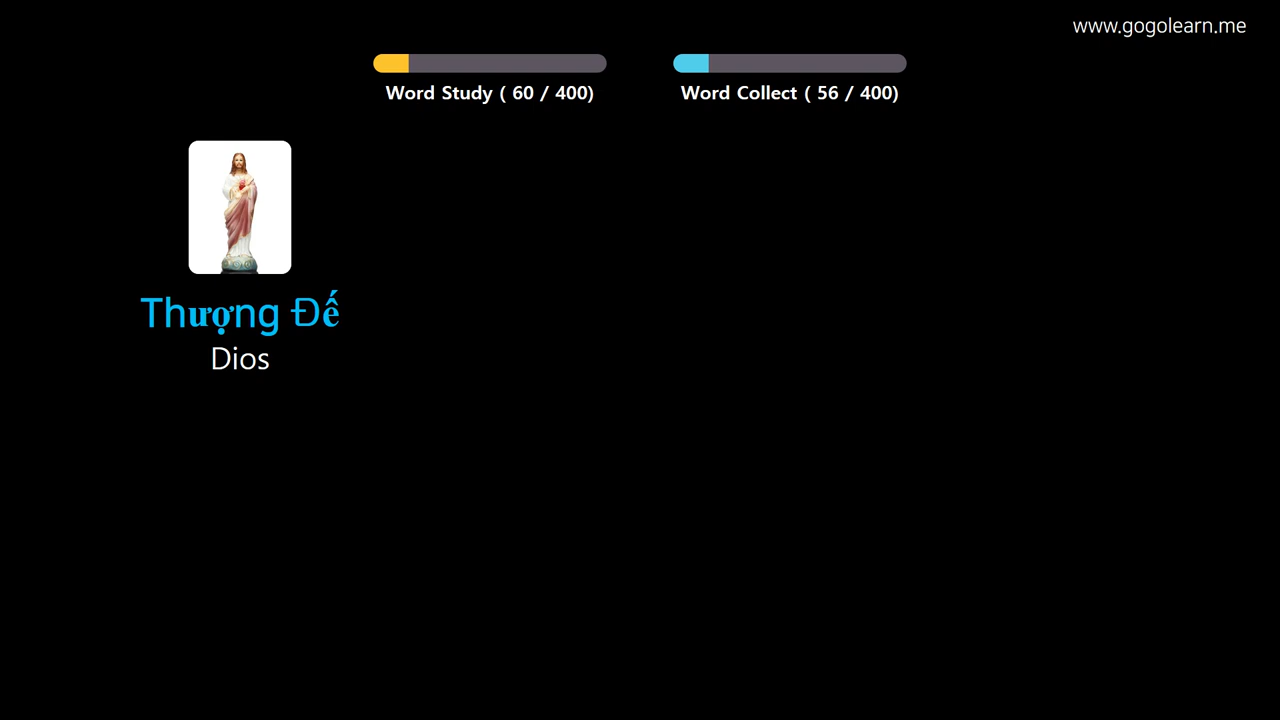 www.gogolearn.me
Word Study ( 60 / 400)
Word Collect ( 56 / 400)
Thượng Đế
Dios